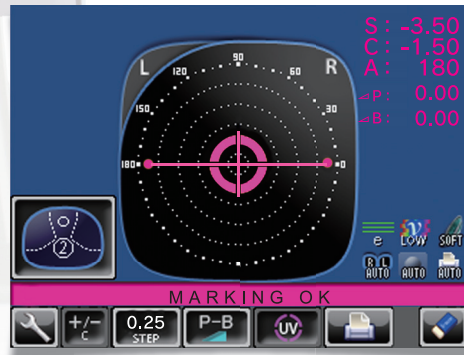 S: -3.50
C: -1.50
A: 180
P: 0.00
B: 0.00
L R
90
120 60
150 30
180 0
2
e LOW SOFT
R L AUTO AUTO AUTO
MARKING OK
+/- C
0.25 STEP
P-B
UV